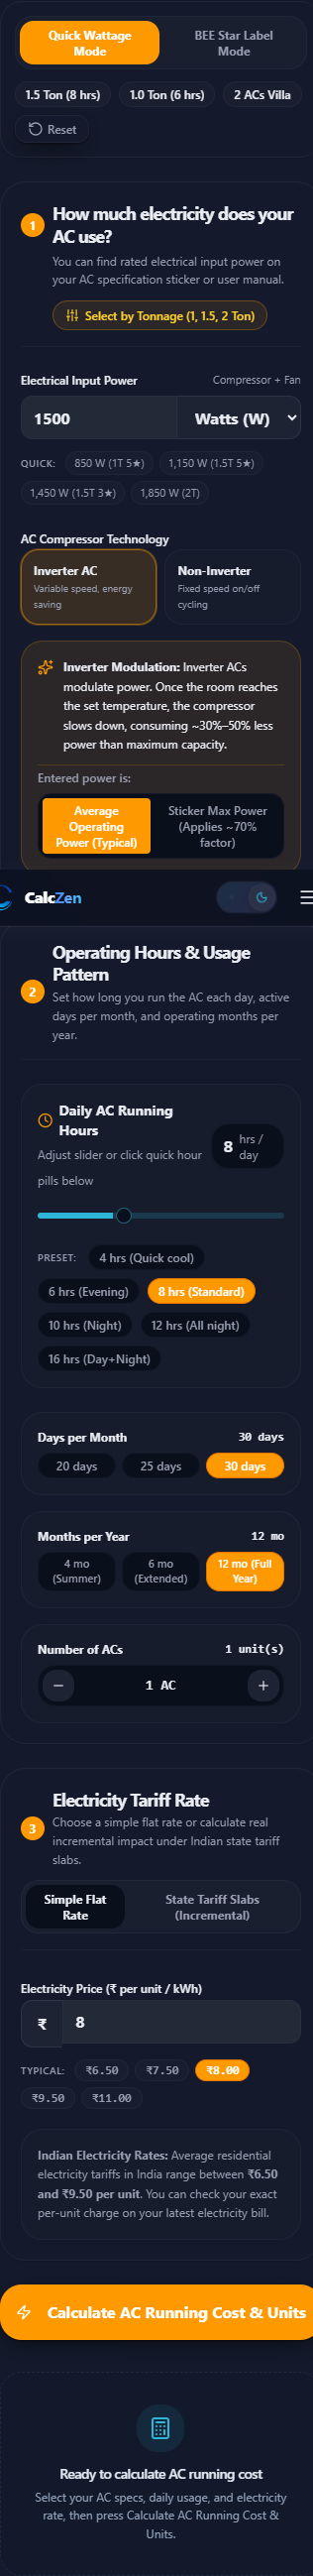 Quick Wattage
Mode
BEE Star Label
Mode
1.5 Ton (8 hrs)
1.0 Ton (6 hrs)
2 ACs Villa
Reset
1
How much electricity does your
AC use?
You can find rated electrical input power on
your AC specification sticker or user manual.
Select by Tonnage (1, 1.5, 2 Ton)
Electrical Input Power
Compressor + Fan
1500
Watts (W)
QUICK:
850 W (1T 5★)
1,150 W (1.5T 5★)
1,450 W (1.5T 3★)
1,850 W (2T)
AC Compressor Technology
Inverter AC
Variable speed, energy
saving
Non-Inverter
Fixed speed on/off
cycling
Inverter Modulation: Inverter ACs
modulate power. Once the room reaches
the set temperature, the compressor
slows down, consuming ~30%–50% less
power than maximum capacity.
Entered power is:
Average
Operating
Power (Typical)
Sticker Max Power
(Applies ~70%
factor)
CalcZen
2
Operating Hours & Usage
Pattern
Set how long you run the AC each day, active
days per month, and operating months per
year.
Daily AC Running
Hours
Adjust slider or click quick hour
pills below
8
hrs /
day
PRESET:
4 hrs (Quick cool)
6 hrs (Evening)
8 hrs (Standard)
10 hrs (Night)
12 hrs (All night)
16 hrs (Day+Night)
Days per Month
30 days
20 days
25 days
30 days
Months per Year
12 mo
4 mo
(Summer)
6 mo
(Extended)
12 mo (Full
Year)
Number of ACs
1 unit(s)
−
1 AC
+
3
Electricity Tariff Rate
Choose a simple flat rate or calculate real
incremental impact under Indian state tariff
slabs.
Simple Flat
Rate
State Tariff Slabs
(Incremental)
Electricity Price (₹ per unit / kWh)
₹
8
TYPICAL:
₹6.50
₹7.50
₹8.00
₹9.50
₹11.00
Indian Electricity Rates: Average residential
electricity tariffs in India range between ₹6.50
and ₹9.50 per unit. You can check your exact
per-unit charge on your latest electricity bill.
Calculate AC Running Cost & Units
Ready to calculate AC running cost
Select your AC specs, daily usage, and electricity
rate, then press Calculate AC Running Cost &
Units.